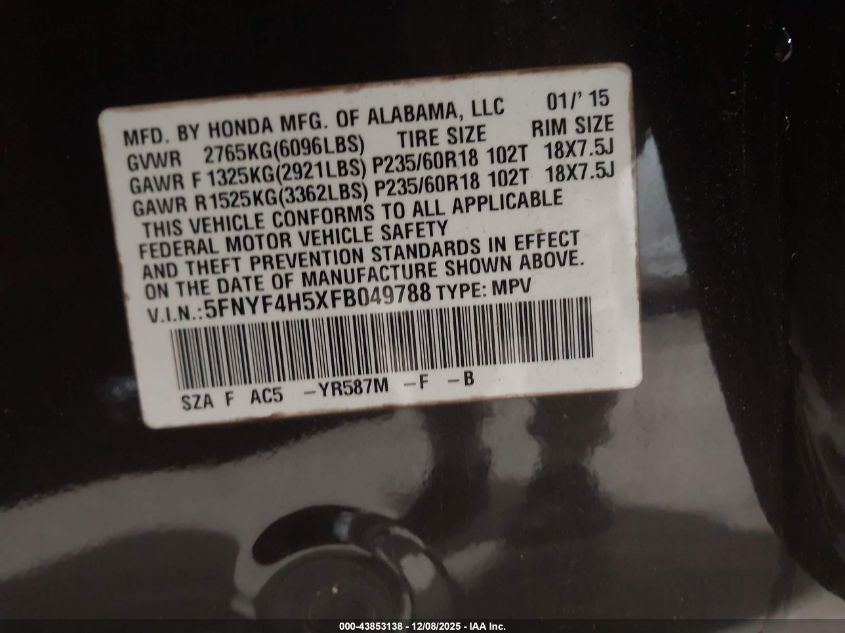 MFD. BY HONDA MFG. OF ALABAMA, LLC 01/' 15
GVWR 2765KG(6096LBS) TIRE SIZE RIM SIZE
GAWR F 1325KG(2921LBS) P235/60R18 102T 18X7.5J
GAWR R1525KG(3362LBS) P235/60R18 102T 18X7.5J
THIS VEHICLE CONFORMS TO ALL APPLICABLE
FEDERAL MOTOR VEHICLE SAFETY
AND THEFT PREVENTION STANDARDS IN EFFECT
ON THE DATE OF MANUFACTURE SHOWN ABOVE.
V.I.N.:5FNYF4H5XFB049788 TYPE: MPV
SZA F AC5 -YR587M -F -B
000-43853138 - 12/08/2025 - IAA Inc.